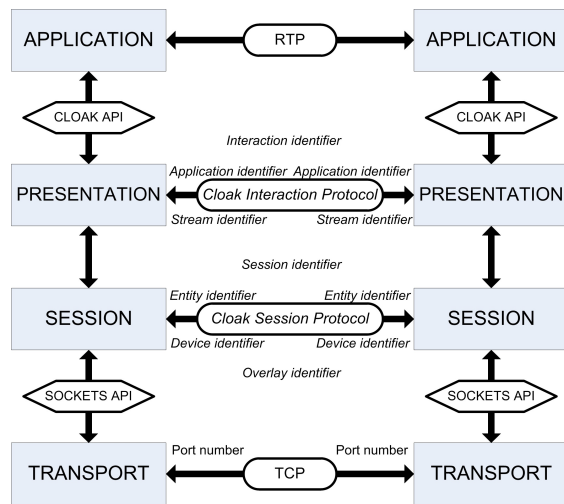 APPLICATION RTP APPLICATION
CLOAK API CLOAK API
Interaction identifier
Application identifier Application identifier
PRESENTATION Cloak Interaction Protocol PRESENTATION
Stream identifier Stream identifier
Session identifier
Entity identifier Entity identifier
SESSION Cloak Session Protocol SESSION
Device identifier Device identifier
Overlay identifier
SOCKETS API SOCKETS API
Port number Port number
TRANSPORT TCP TRANSPORT